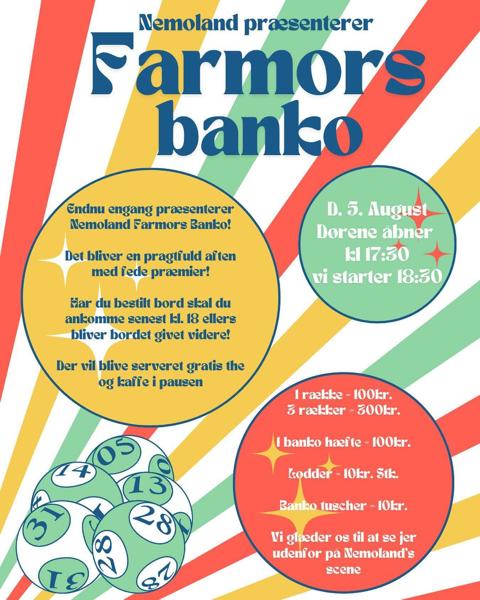 Nemoland præsenterer
Farmors
banko
Endnu engang præsenterer
Nemoland Farmors Banko!
Det bliver en pragtfuld aften
med fede præmier!
Har du bestilt bord skal du
ankomme senest kl. 18 ellers
bliver bordet givet videre!
Der vil blive serveret gratis the
og kaffe i pausen
D. 5. August
Dørene åbner
kl 17:30
vi starter 18:30
1 række - 100kr.
3 rækker - 300kr.
1 banko hæfte - 100kr.
Lodder - 10kr. Stk.
Banko tuscher - 10kr.
Vi glæder os til at se jer
udenfor på Nemoland's
scene
05
14
13
31
28
28
31
28